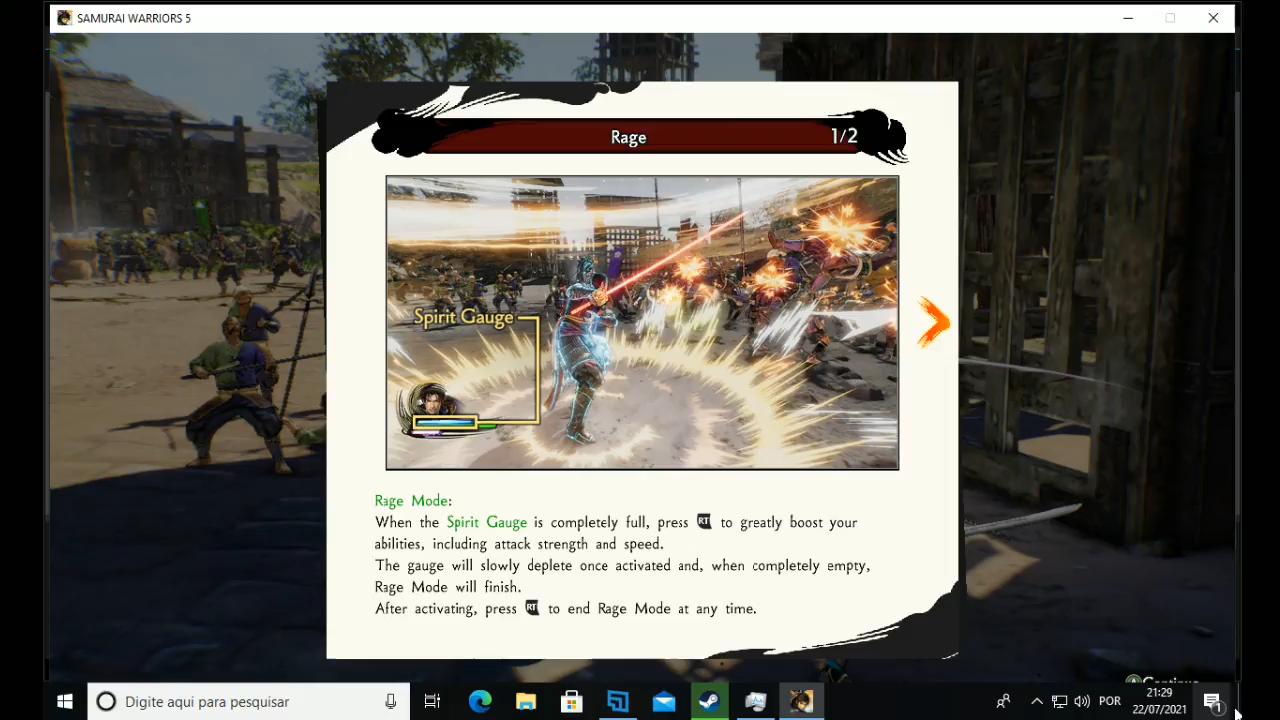 SAMURAI WARRIORS 5
Rage 1/2
Spirit Gauge
Rage Mode:
When the Spirit Gauge is completely full, press RT to greatly boost your
abilities, including attack strength and speed.
The gauge will slowly deplete once activated and, when completely empty,
Rage Mode will finish.
After activating, press RT to end Rage Mode at any time.
A Continue
Digite aqui para pesquisar
POR
21:29
22/07/2021
1